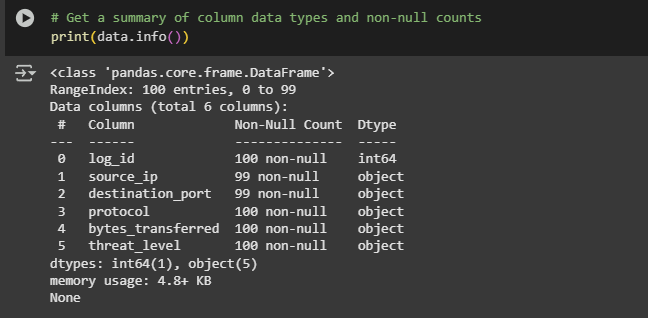 # Get a summary of column data types and non-null counts
print(data.info())
<class 'pandas.core.frame.DataFrame'>
RangeIndex: 100 entries, 0 to 99
Data columns (total 6 columns):
 #   Column             Non-Null Count  Dtype
---  ------             --------------  -----
 0   log_id             100 non-null    int64
 1   source_ip          99 non-null     object
 2   destination_port   99 non-null     object
 3   protocol           100 non-null    object
 4   bytes_transferred  100 non-null    object
 5   threat_level       100 non-null    object
dtypes: int64(1), object(5)
memory usage: 4.8+ KB
None